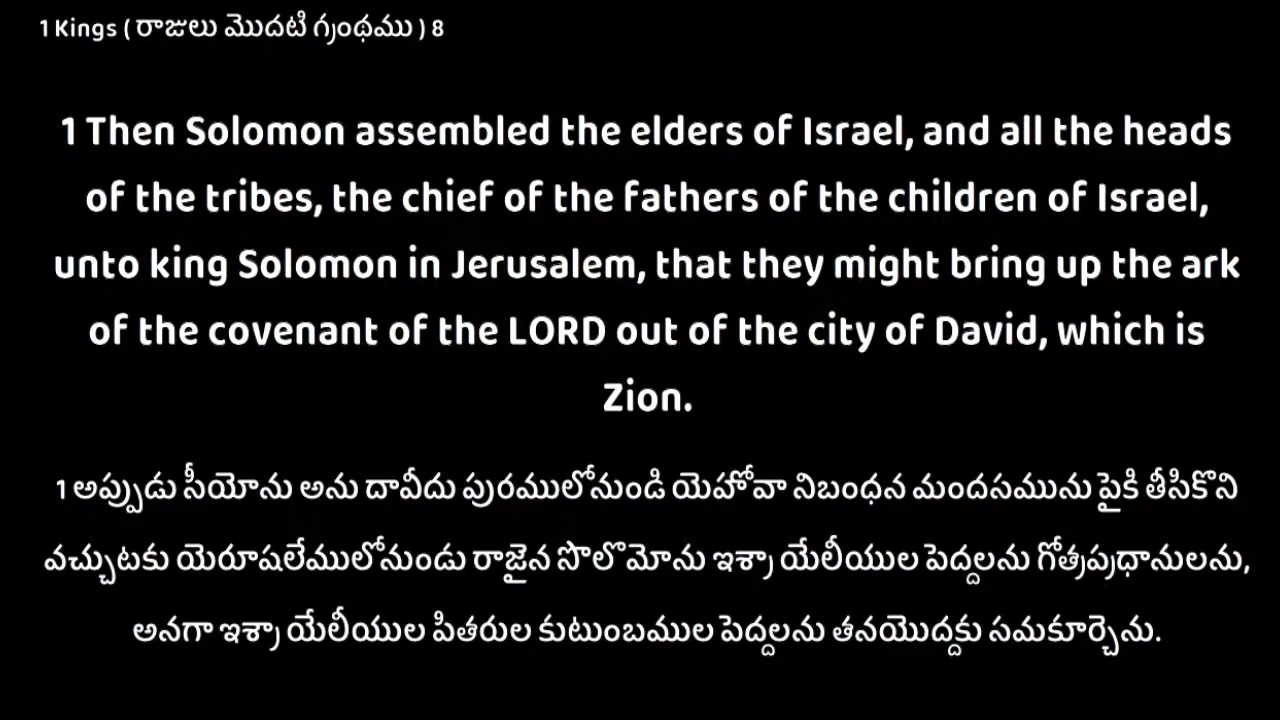 1 Kings ( రాజులు మొదటి గ్రంథము ) 8
1 Then Solomon assembled the elders of Israel, and all the heads
of the tribes, the chief of the fathers of the children of Israel,
unto king Solomon in Jerusalem, that they might bring up the ark
of the covenant of the LORD out of the city of David, which is
Zion.
1 అప్పుడు సీయోను అను దావీదు పురములోనుండి యెహోవా నిబంధన మందసమును పైకి తీసికొని
వచ్చుటకు యెరూషలేములోనుండు రాజైన సొలొమోను ఇశ్రా యేలీయుల పెద్దలను గోత్రప్రధానులను,
అనగా ఇశ్రా యేలీయుల పితరుల కుటుంబముల పెద్దలను తనయొద్దకు సమకూర్చెను.